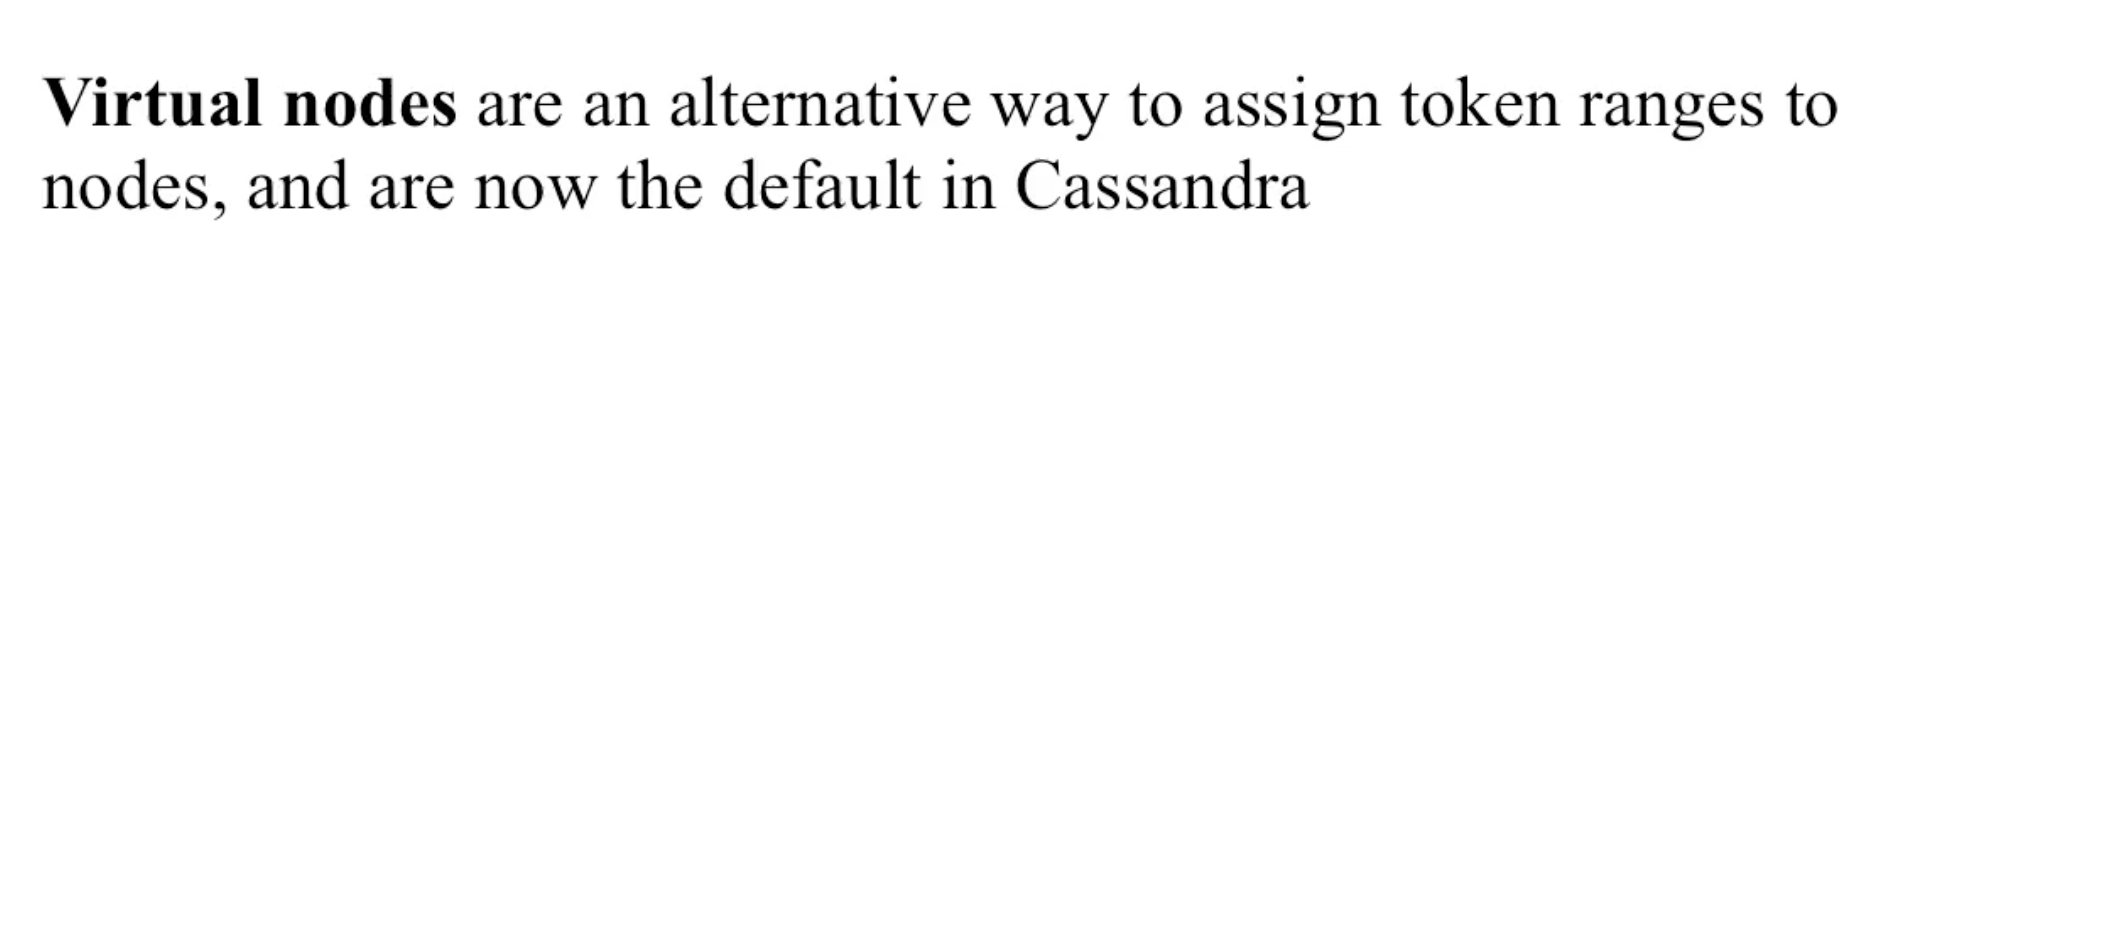 Virtual nodes are an alternative way to assign token ranges to
nodes, and are now the default in Cassandra